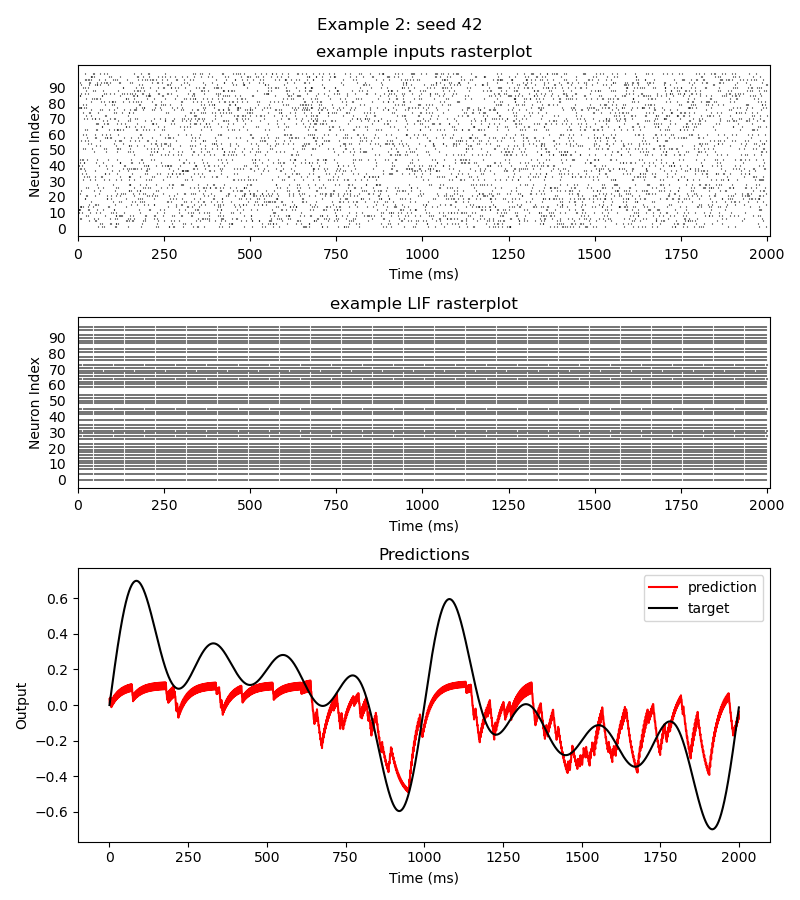 Example 2: seed 42
example inputs rasterplot
Neuron Index
90
80
70
60
50
40
30
20
10
0
0 250 500 750 1000 1250 1500 1750 2000
Time (ms)
example LIF rasterplot
Neuron Index
90
80
70
60
50
40
30
20
10
0
0 250 500 750 1000 1250 1500 1750 2000
Time (ms)
Predictions
Output
0.6
0.4
0.2
0.0
−0.2
−0.4
−0.6
prediction
target
0 250 500 750 1000 1250 1500 1750 2000
Time (ms)